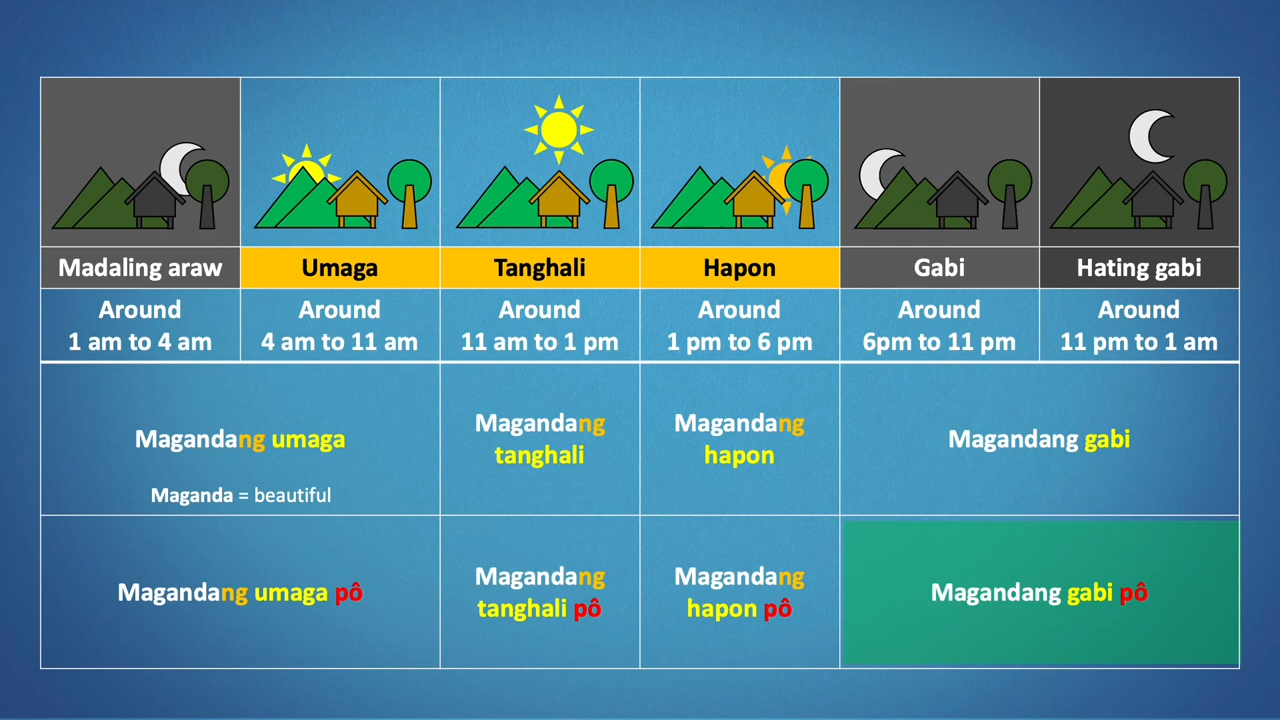 Madaling araw
Umaga
Tanghali
Hapon
Gabi
Hating gabi
Around
1 am to 4 am
Around
4 am to 11 am
Around
11 am to 1 pm
Around
1 pm to 6 pm
Around
6pm to 11 pm
Around
11 pm to 1 am
Magandang umaga
Maganda = beautiful
Magandang
tanghali
Magandang
hapon
Magandang gabi
Magandang umaga pô
Magandang
tanghali pô
Magandang
hapon pô
Magandang gabi pô